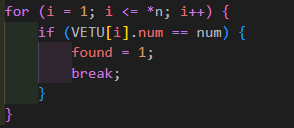 for (i = 1; i <= *n; i++) {
    if (VETU[i].num == num) {
        found = 1;
        break;
    }
}